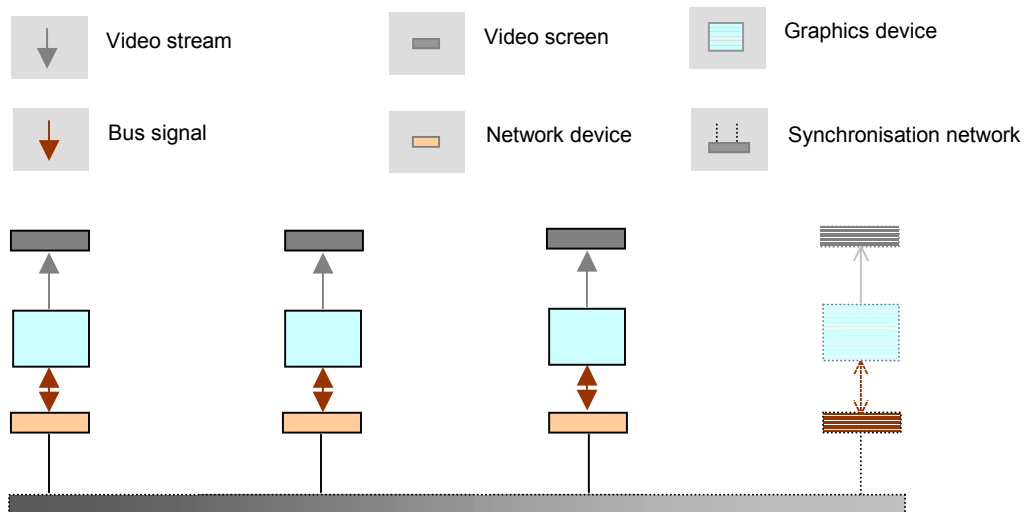 Video stream
Video screen
Graphics device
Bus signal
Network device
Synchronisation network